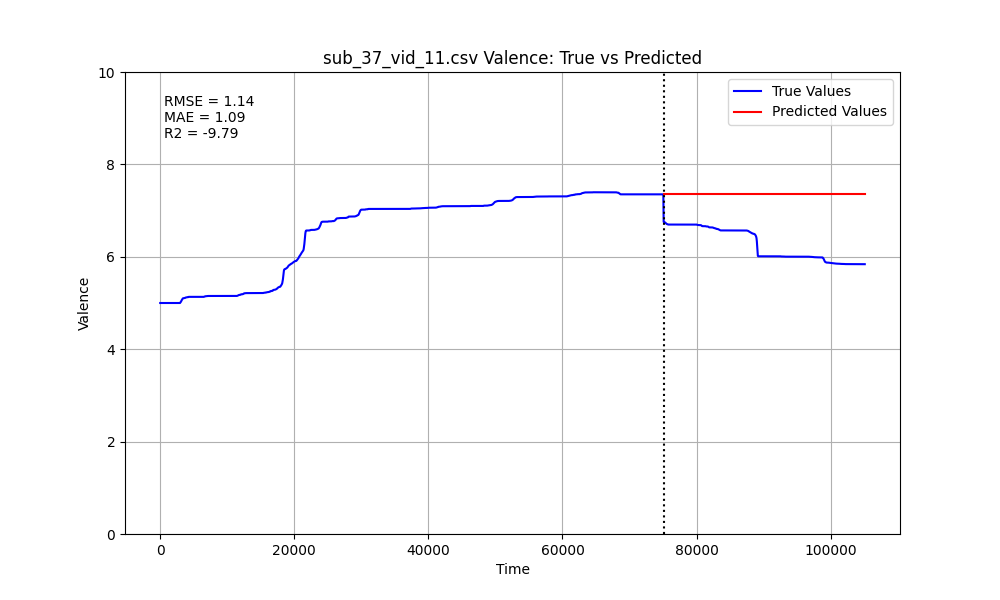 sub_37_vid_11.csv Valence: True vs Predicted
RMSE = 1.14
MAE = 1.09
R2 = -9.79
True Values
Predicted Values
10
8
6
4
2
0
Valence
0 20000 40000 60000 80000 100000
Time